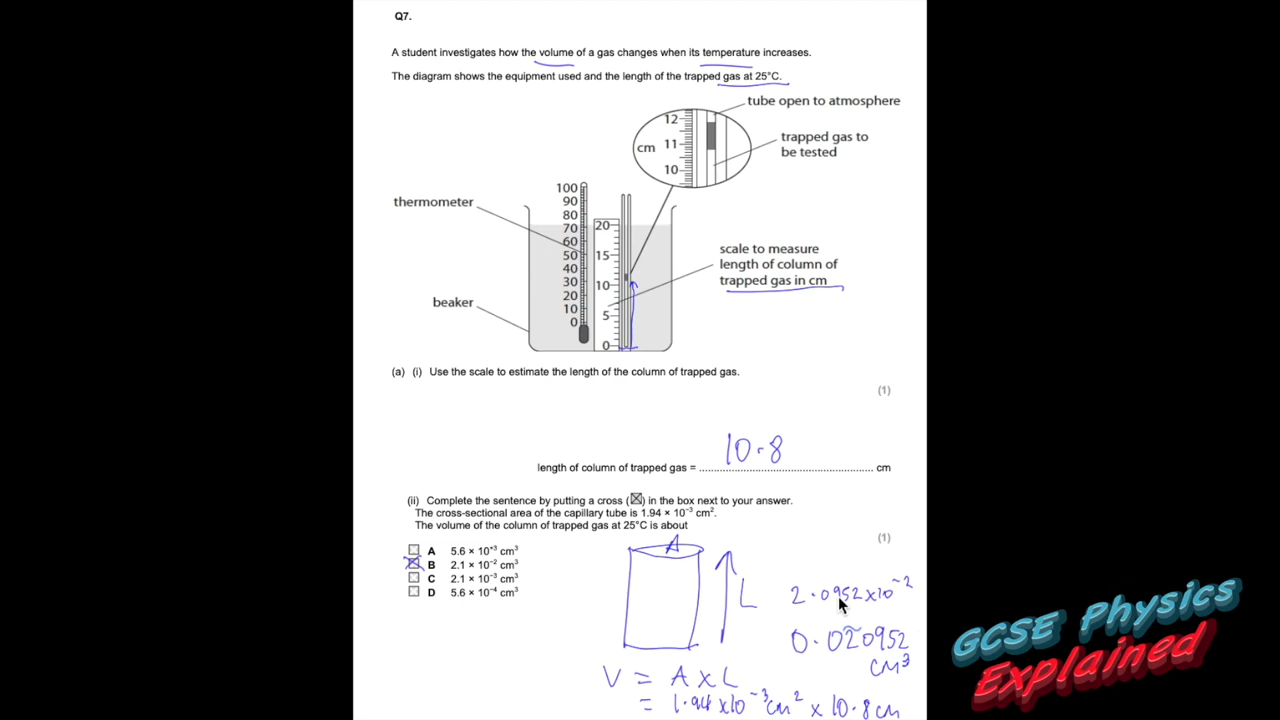 Q7.
A student investigates how the volume of a gas changes when its temperature increases.
The diagram shows the equipment used and the length of the trapped gas at 25°C.
tube open to atmosphere
12
trapped gas to
be tested
cm 11
10
100
90
80
70
60
50
40
30
20
10
0
thermometer
20
15
10
5
0
scale to measure
length of column of
trapped gas in cm
beaker
(a) (i) Use the scale to estimate the length of the column of trapped gas.
(1)
10.8
length of column of trapped gas = ........................................ cm
(ii) Complete the sentence by putting a cross (☒) in the box next to your answer.
The cross-sectional area of the capillary tube is 1.94 × 10⁻³ cm².
The volume of the column of trapped gas at 25°C is about
(1)
A 5.6 × 10⁺³ cm³
B 2.1 × 10⁻² cm³
C 2.1 × 10⁻³ cm³
D 5.6 × 10⁻⁴ cm³
A
L
2.0952 x 10⁻²
0.020952
cm³
V = A x L
= 1.94 x 10⁻³ cm² x 10.8 cm
GCSE Physics
Explained